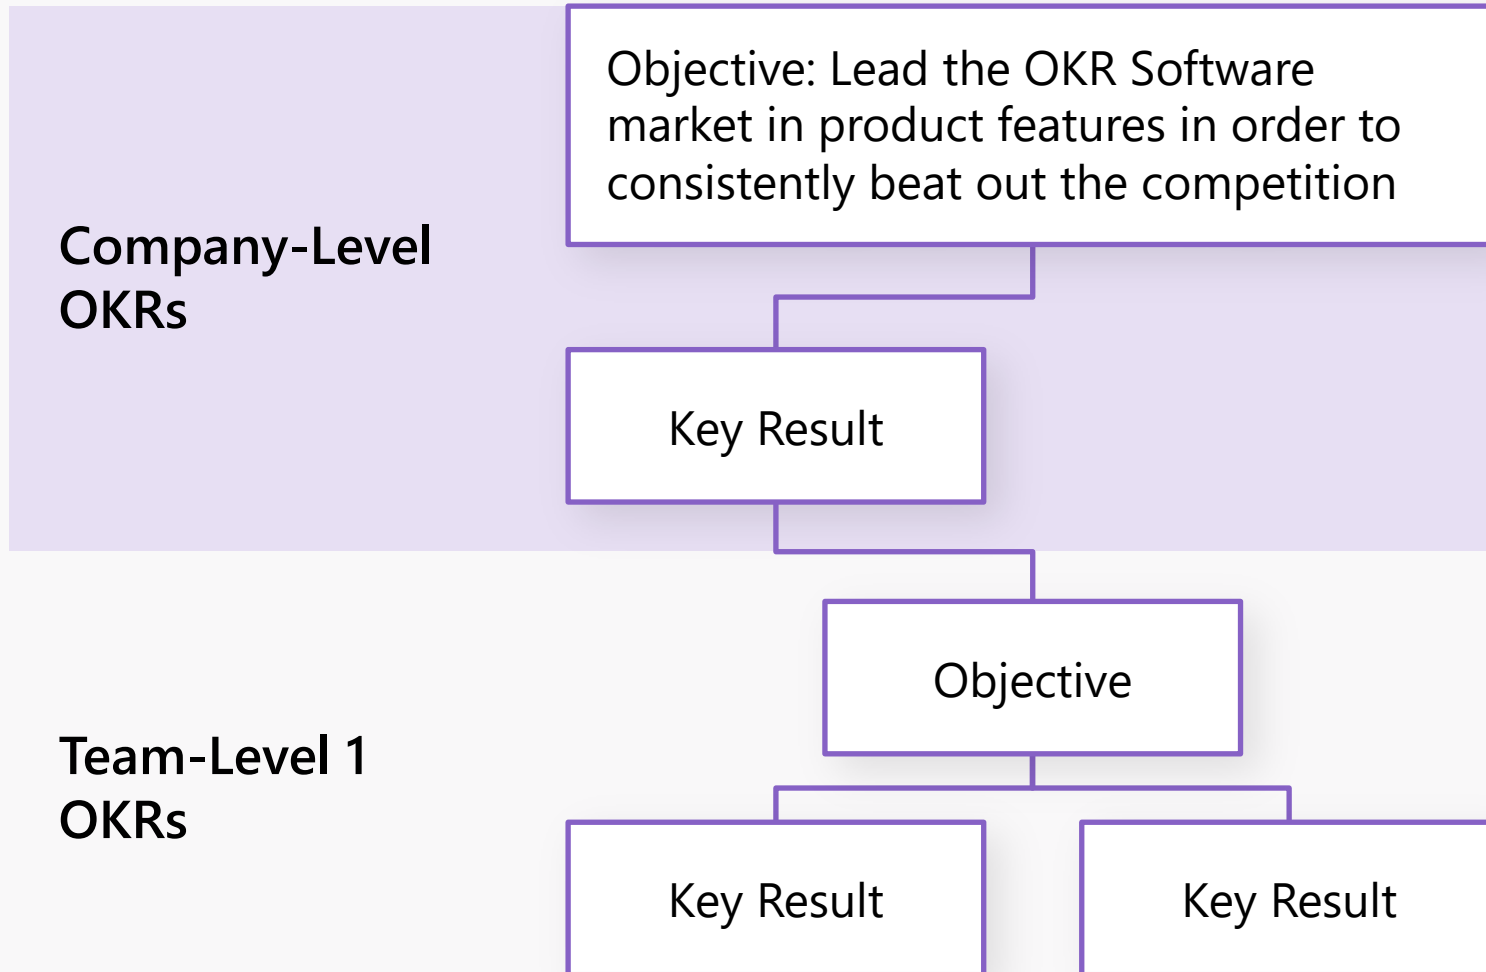 Objective: Lead the OKR Software
market in product features in order to
consistently beat out the competition
Company-Level
OKRs
Key Result
Objective
Team-Level 1
OKRs
Key Result
Key Result